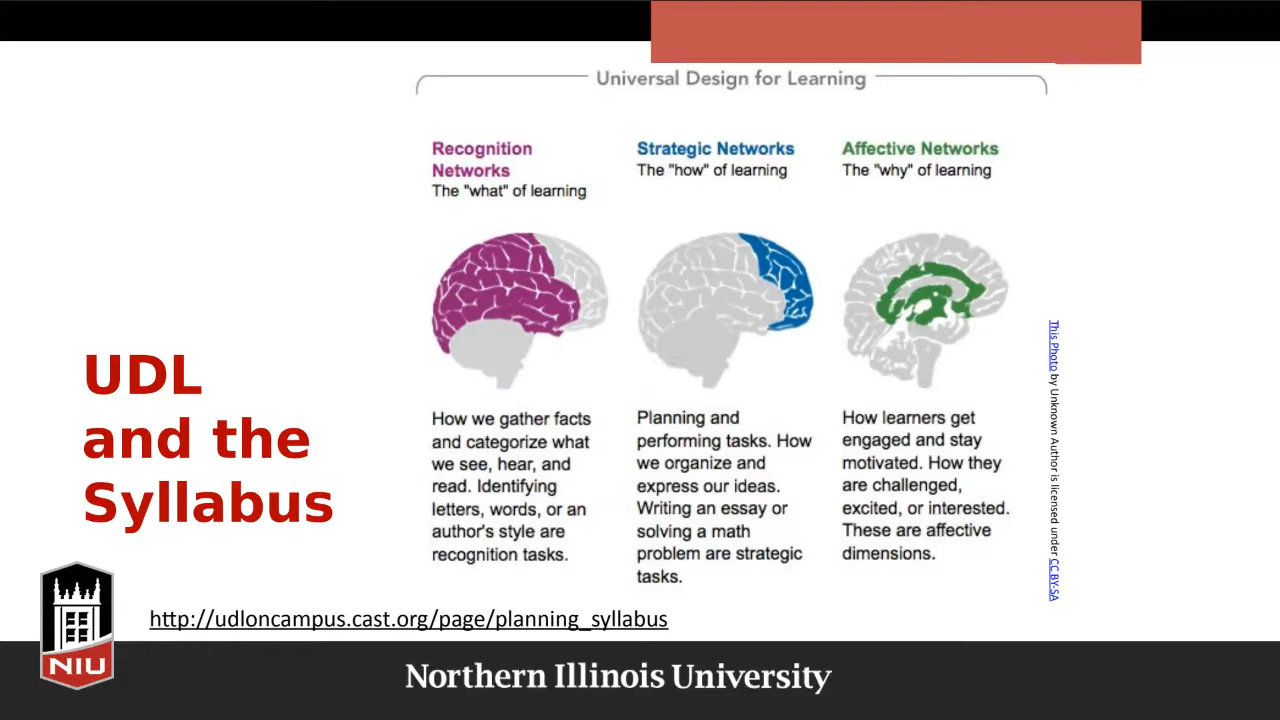 Universal Design for Learning
Recognition
Networks
The "what" of learning
Strategic Networks
The "how" of learning
Affective Networks
The "why" of learning
How we gather facts
and categorize what
we see, hear, and
read. Identifying
letters, words, or an
author's style are
recognition tasks.
Planning and
performing tasks. How
we organize and
express our ideas.
Writing an essay or
solving a math
problem are strategic
tasks.
How learners get
engaged and stay
motivated. How they
are challenged,
excited, or interested.
These are affective
dimensions.
This Photo by Unknown Author is licensed under CC BY-SA
UDL
and the
Syllabus
http://udloncampus.cast.org/page/planning_syllabus
NIU
Northern Illinois University